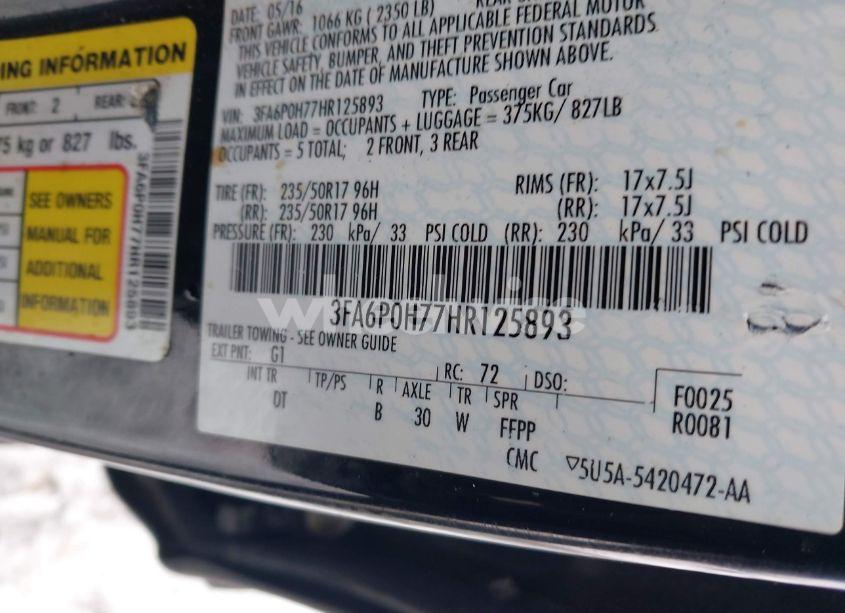 DATE: 05/16
FRONT GAWR: 1066 KG ( 2350 LB)
THIS VEHICLE CONFORMS TO ALL APPLICABLE FEDERAL MOTOR
VEHICLE SAFETY, BUMPER, AND THEFT PREVENTION STANDARDS
IN EFFECT ON THE DATE OF MANUFACTURE SHOWN ABOVE.
VIN: 3FA6P0H77HR125893 TYPE: Passenger Car
MAXIMUM LOAD = OCCUPANTS + LUGGAGE = 375KG/ 827LB
OCCUPANTS = 5 TOTAL; 2 FRONT, 3 REAR
TIRE (FR): 235/50R17 96H RIMS (FR): 17x7.5J
(RR): 235/50R17 96H (RR): 17x7.5J
PRESSURE (FR): 230 kPa/ 33 PSI COLD (RR): 230 kPa/ 33 PSI COLD
3FA6P0H77HR125893
TRAILER TOWING - SEE OWNER GUIDE
EXT PNT: G1 RC: 72 DSO:
INT TR TP/PS R AXLE TR SPR
DT B 30 W FFPP
CMC
F0025
R0081
▽5U5A-5420472-AA
ING INFORMATION
FRONT: 2 REAR:
75 kg or 827 lbs.
SEE OWNERS
MANUAL FOR
ADDITIONAL
INFORMATION
3FA6P0H77HR125893